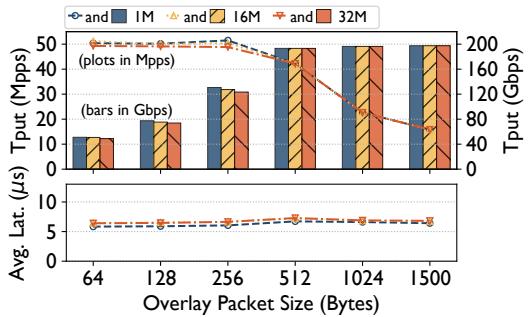 and 1M and 16M and 32M
Tput (Mpps)
50
40
30
20
10
0
(plots in Mpps)
(bars in Gbps)
200
160
120
80
40
0
Tput (Gbps)
Avg. Lat. (μs)
10
5
0
64 128 256 512 1024 1500
Overlay Packet Size (Bytes)